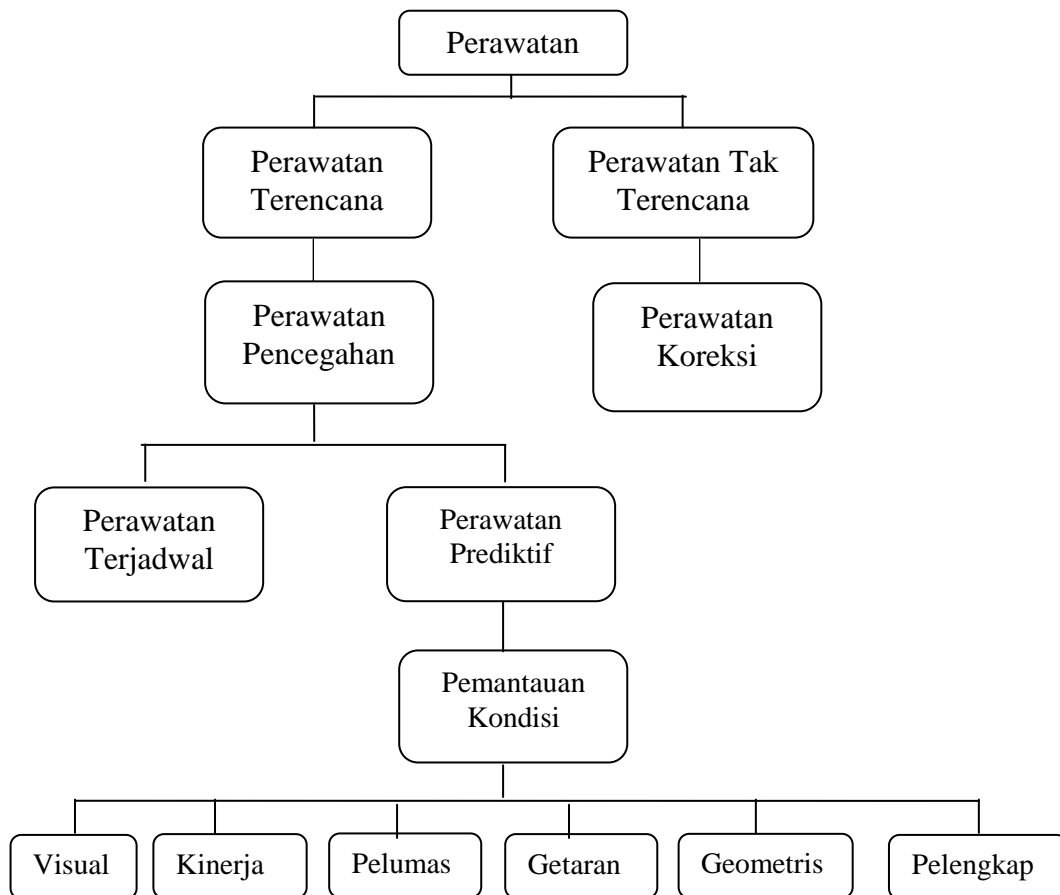 Perawatan
Perawatan
Terencana
Perawatan Tak
Terencana
Perawatan
Pencegahan
Perawatan
Koreksi
Perawatan
Terjadwal
Perawatan
Prediktif
Pemantauan
Kondisi
Visual
Kinerja
Pelumas
Getaran
Geometris
Pelengkap